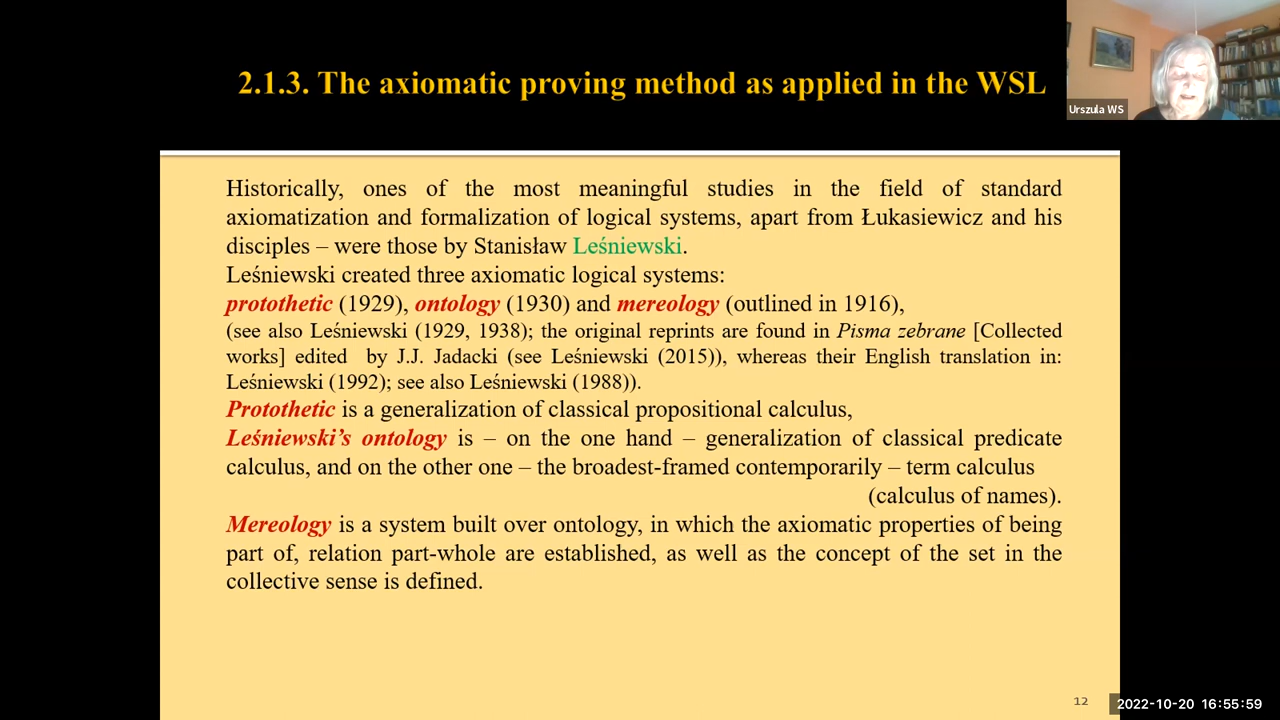 2.1.3. The axiomatic proving method as applied in the WSL
Urszula WS
Historically, ones of the most meaningful studies in the field of standard
axiomatization and formalization of logical systems, apart from Łukasiewicz and his
disciples – were those by Stanisław Leśniewski.
Leśniewski created three axiomatic logical systems:
protothetic (1929), ontology (1930) and mereology (outlined in 1916),
(see also Leśniewski (1929, 1938); the original reprints are found in Pisma zebrane [Collected
works] edited by J.J. Jadacki (see Leśniewski (2015)), whereas their English translation in:
Leśniewski (1992); see also Leśniewski (1988)).
Protothetic is a generalization of classical propositional calculus,
Leśniewski’s ontology is – on the one hand – generalization of classical predicate
calculus, and on the other one – the broadest-framed contemporarily – term calculus
(calculus of names).
Mereology is a system built over ontology, in which the axiomatic properties of being
part of, relation part-whole are established, as well as the concept of the set in the
collective sense is defined.
12
2022-10-20 16:55:59